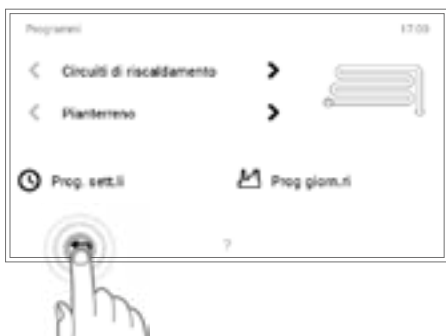 Programmi 17:00
Circuiti di riscaldamento
Pianterreno
Prog. sett.li Prog giorn.ri
?